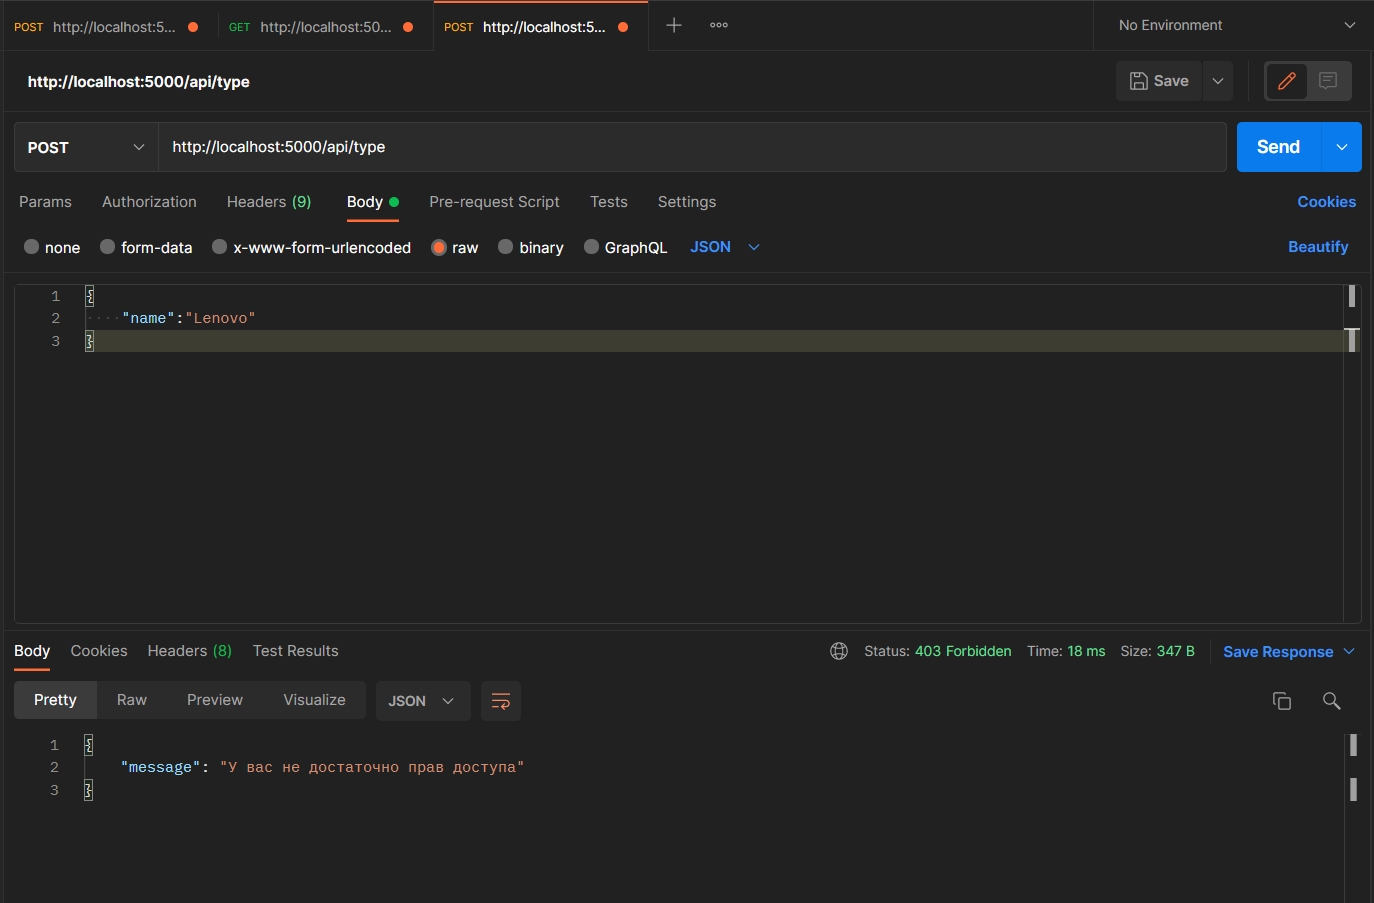 POST http://localhost:5... GET http://localhost:50... POST http://localhost:5... No Environment
http://localhost:5000/api/type Save
POST http://localhost:5000/api/type Send
Params Authorization Headers (9) Body Pre-request Script Tests Settings Cookies
none form-data x-www-form-urlencoded raw binary GraphQL JSON Beautify
1 {
2 ····"name":"Lenovo"
3 }
Body Cookies Headers (8) Test Results Status: 403 Forbidden Time: 18 ms Size: 347 B Save Response
Pretty Raw Preview Visualize JSON
1 {
2 "message": "У вас не достаточно прав доступа"
3 }